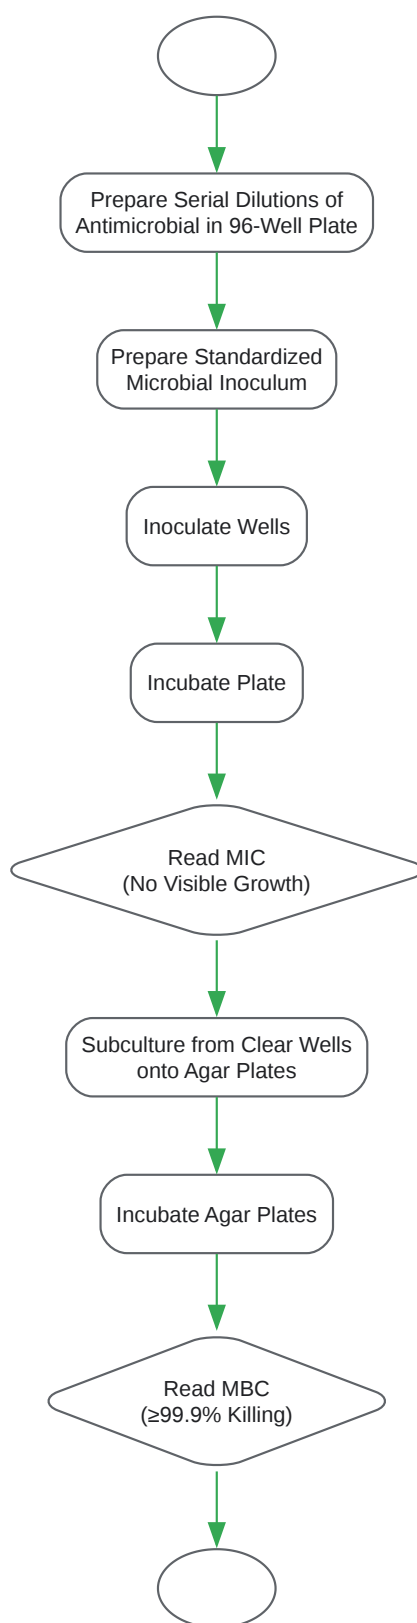 Prepare Serial Dilutions of
Antimicrobial in 96-Well Plate
Prepare Standardized
Microbial Inoculum
Inoculate Wells
Incubate Plate
Read MIC
(No Visible Growth)
Subculture from Clear Wells
onto Agar Plates
Incubate Agar Plates
Read MBC
(≥99.9% Killing)